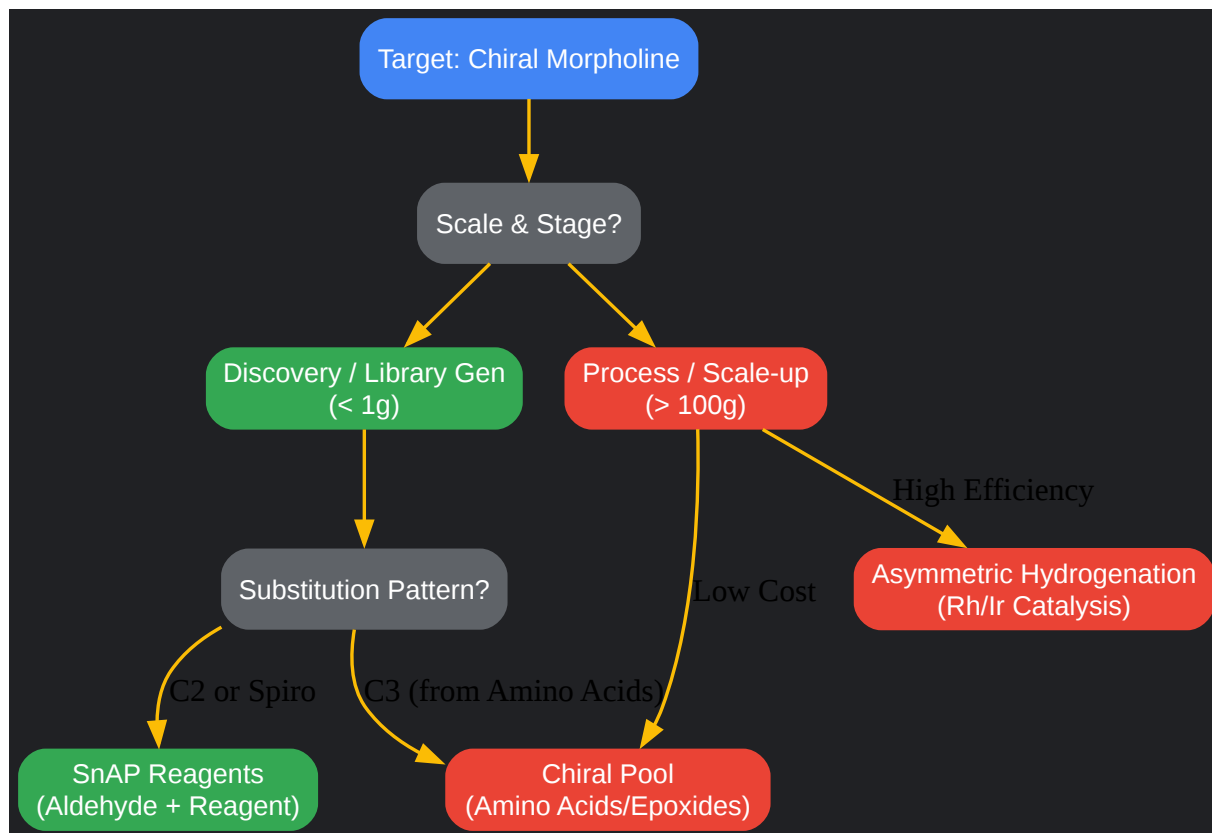 Target: Chiral Morpholine
Scale & Stage?
Discovery / Library Gen
(< 1g)
Process / Scale-up
(> 100g)
High Efficiency
Substitution Pattern?
Low Cost
Asymmetric Hydrogenation
(Rh/Ir Catalysis)
C2 or Spiro
C3 (from Amino Acids)
SnAP Reagents
(Aldehyde + Reagent)
Chiral Pool
(Amino Acids/Epoxides)